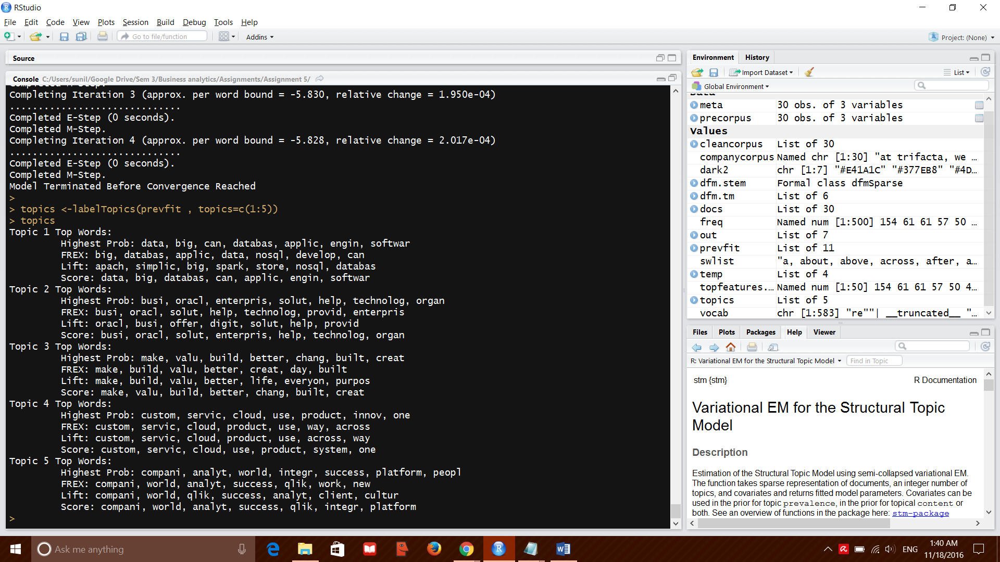 RStudio
File Edit Code View Plots Session Build Debug Tools Help
Go to file/function Addins Project: (None)
Source
Console C:/Users/sunil/Google Drive/Sem 3/Business analytics/Assignments/Assignment 5/
Completed M-Step.
Completing Iteration 3 (approx. per word bound = -5.830, relative change = 1.950e-04)
..............................
Completed E-Step (0 seconds).
Completed M-Step.
Completing Iteration 4 (approx. per word bound = -5.828, relative change = 2.017e-04)
..............................
Completed E-Step (0 seconds).
Completed M-Step.
Model Terminated Before Convergence Reached
>
> topics <-labelTopics(prevfit , topics=c(1:5))
> topics
Topic 1 Top Words:
Highest Prob: data, big, can, databas, applic, engin, softwar
FREX: big, databas, applic, data, nosql, develop, can
Lift: apach, simplic, big, spark, store, nosql, databas
Score: data, big, databas, can, applic, engin, softwar
Topic 2 Top Words:
Highest Prob: busi, oracl, enterpris, solut, help, technolog, organ
FREX: busi, oracl, solut, help, technolog, provid, enterpris
Lift: oracl, busi, offer, digit, solut, help, provid
Score: busi, oracl, solut, enterpris, help, technolog, organ
Topic 3 Top Words:
Highest Prob: make, valu, build, better, chang, built, creat
FREX: make, build, valu, better, creat, day, built
Lift: make, build, valu, better, life, everyon, purpos
Score: make, valu, build, better, chang, built, creat
Topic 4 Top Words:
Highest Prob: custom, servic, cloud, use, product, innov, one
FREX: custom, servic, cloud, product, use, way, across
Lift: custom, servic, cloud, product, use, across, way
Score: custom, servic, cloud, use, product, system, one
Topic 5 Top Words:
Highest Prob: compani, analyt, world, integr, success, platform, peopl
FREX: compani, world, analyt, success, qlik, work, new
Lift: compani, world, qlik, success, analyt, client, cultur
Score: compani, world, analyt, success, qlik, integr, platform
>
Environment History
Import Dataset List
Global Environment
Data
meta 30 obs. of 3 variables
precorpus 30 obs. of 3 variables
Values
cleancorpus List of 30
companycorpus Named chr [1:30] "at trifacta, we …
dark2 chr [1:7] "#E41A1C" "#377EB8" "#4D…
dfm.stem Formal class dfmSparse
dfm.tm List of 6
docs List of 30
freq Named num [1:500] 154 61 61 57 50 …
out List of 7
prevfit List of 11
swlist "a, about, above, across, after, a…
temp List of 4
topfeatures.… Named num [1:50] 154 61 61 57 50 4…
topics List of 5
vocab chr [1:583] "re""| __truncated__ "…
Files Plots Packages Help Viewer
R: Variational EM for the Structural Topic Model Find in Topic
stm {stm} R Documentation
Variational EM for the Structural Topic
Model
Description
Estimation of the Structural Topic Model using semi-collapsed variational EM.
The function takes sparse representation of documents, an integer number of
topics, and covariates and returns fitted model parameters. Covariates can be
used in the prior for topic prevalence, in the prior for topical content or
both. See an overview of functions in the package here: stm-package
Ask me anything
ENG
1:40 AM
11/18/2016